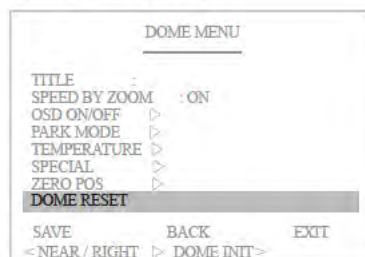 DOME MENU
TITLE :
SPEED BY ZOOM : ON
OSD ON/OFF ▷
PARK MODE ▷
TEMPERATURE ▷
SPECIAL ▷
ZERO POS ▷
DOME RESET
SAVE BACK EXIT
<NEAR / RIGHT ▷ DOME INIT>